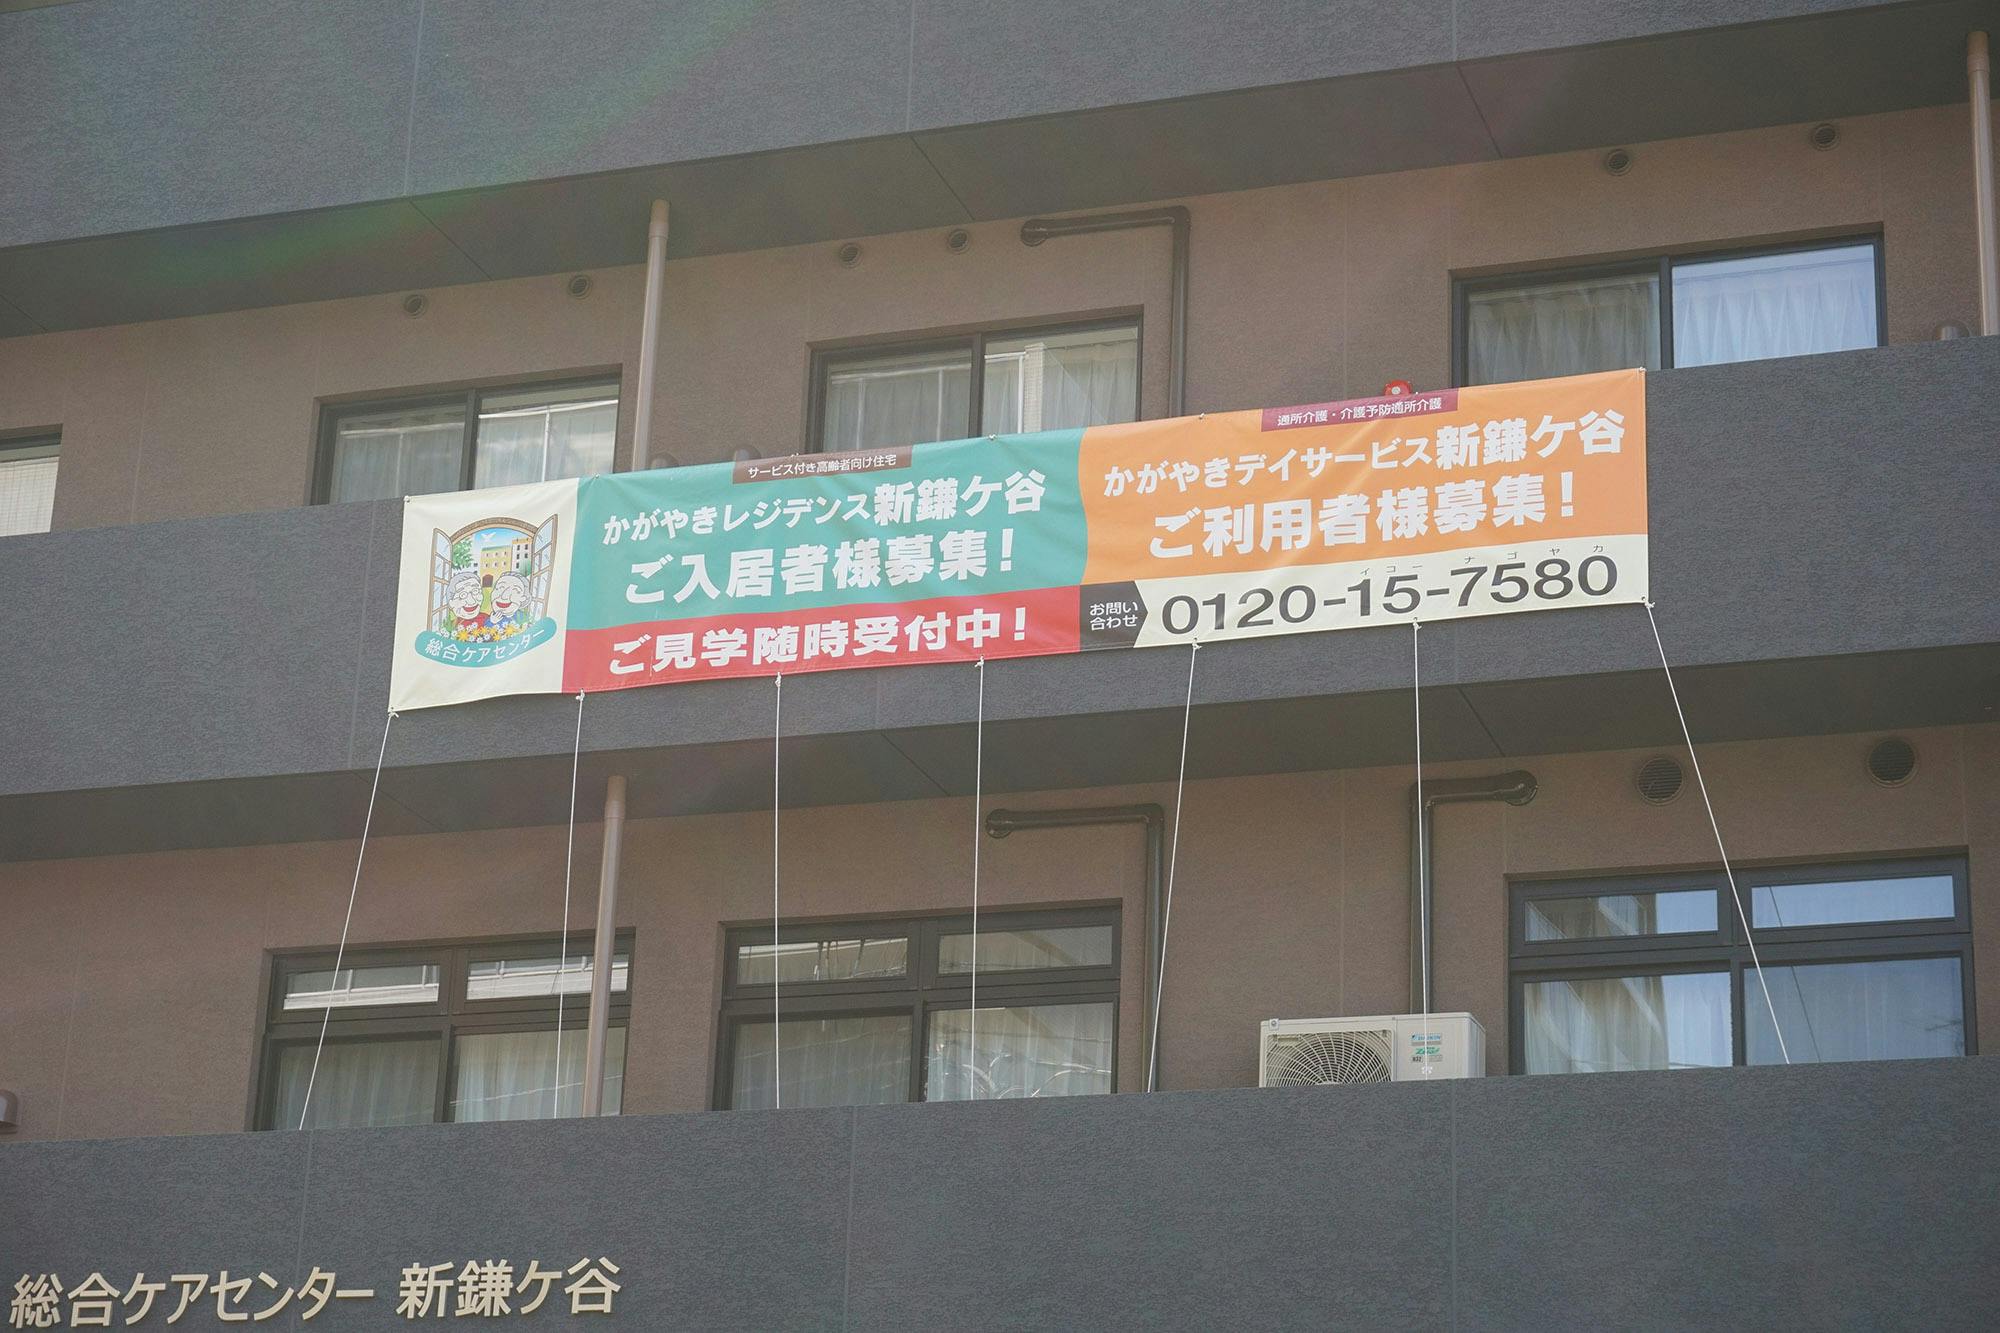 サービス付き高齢者向け住宅
かがやきレジデンス新鎌ケ谷
ご入居者様募集！
ご見学随時受付中！
総合ケアセンター
通所介護・介護予防通所介護
かがやきデイサービス新鎌ケ谷
ご利用者様募集！
お問い
合わせ
イコー ナゴヤカ
0120-15-7580
DAIKIN
総合ケアセンター 新鎌ケ谷